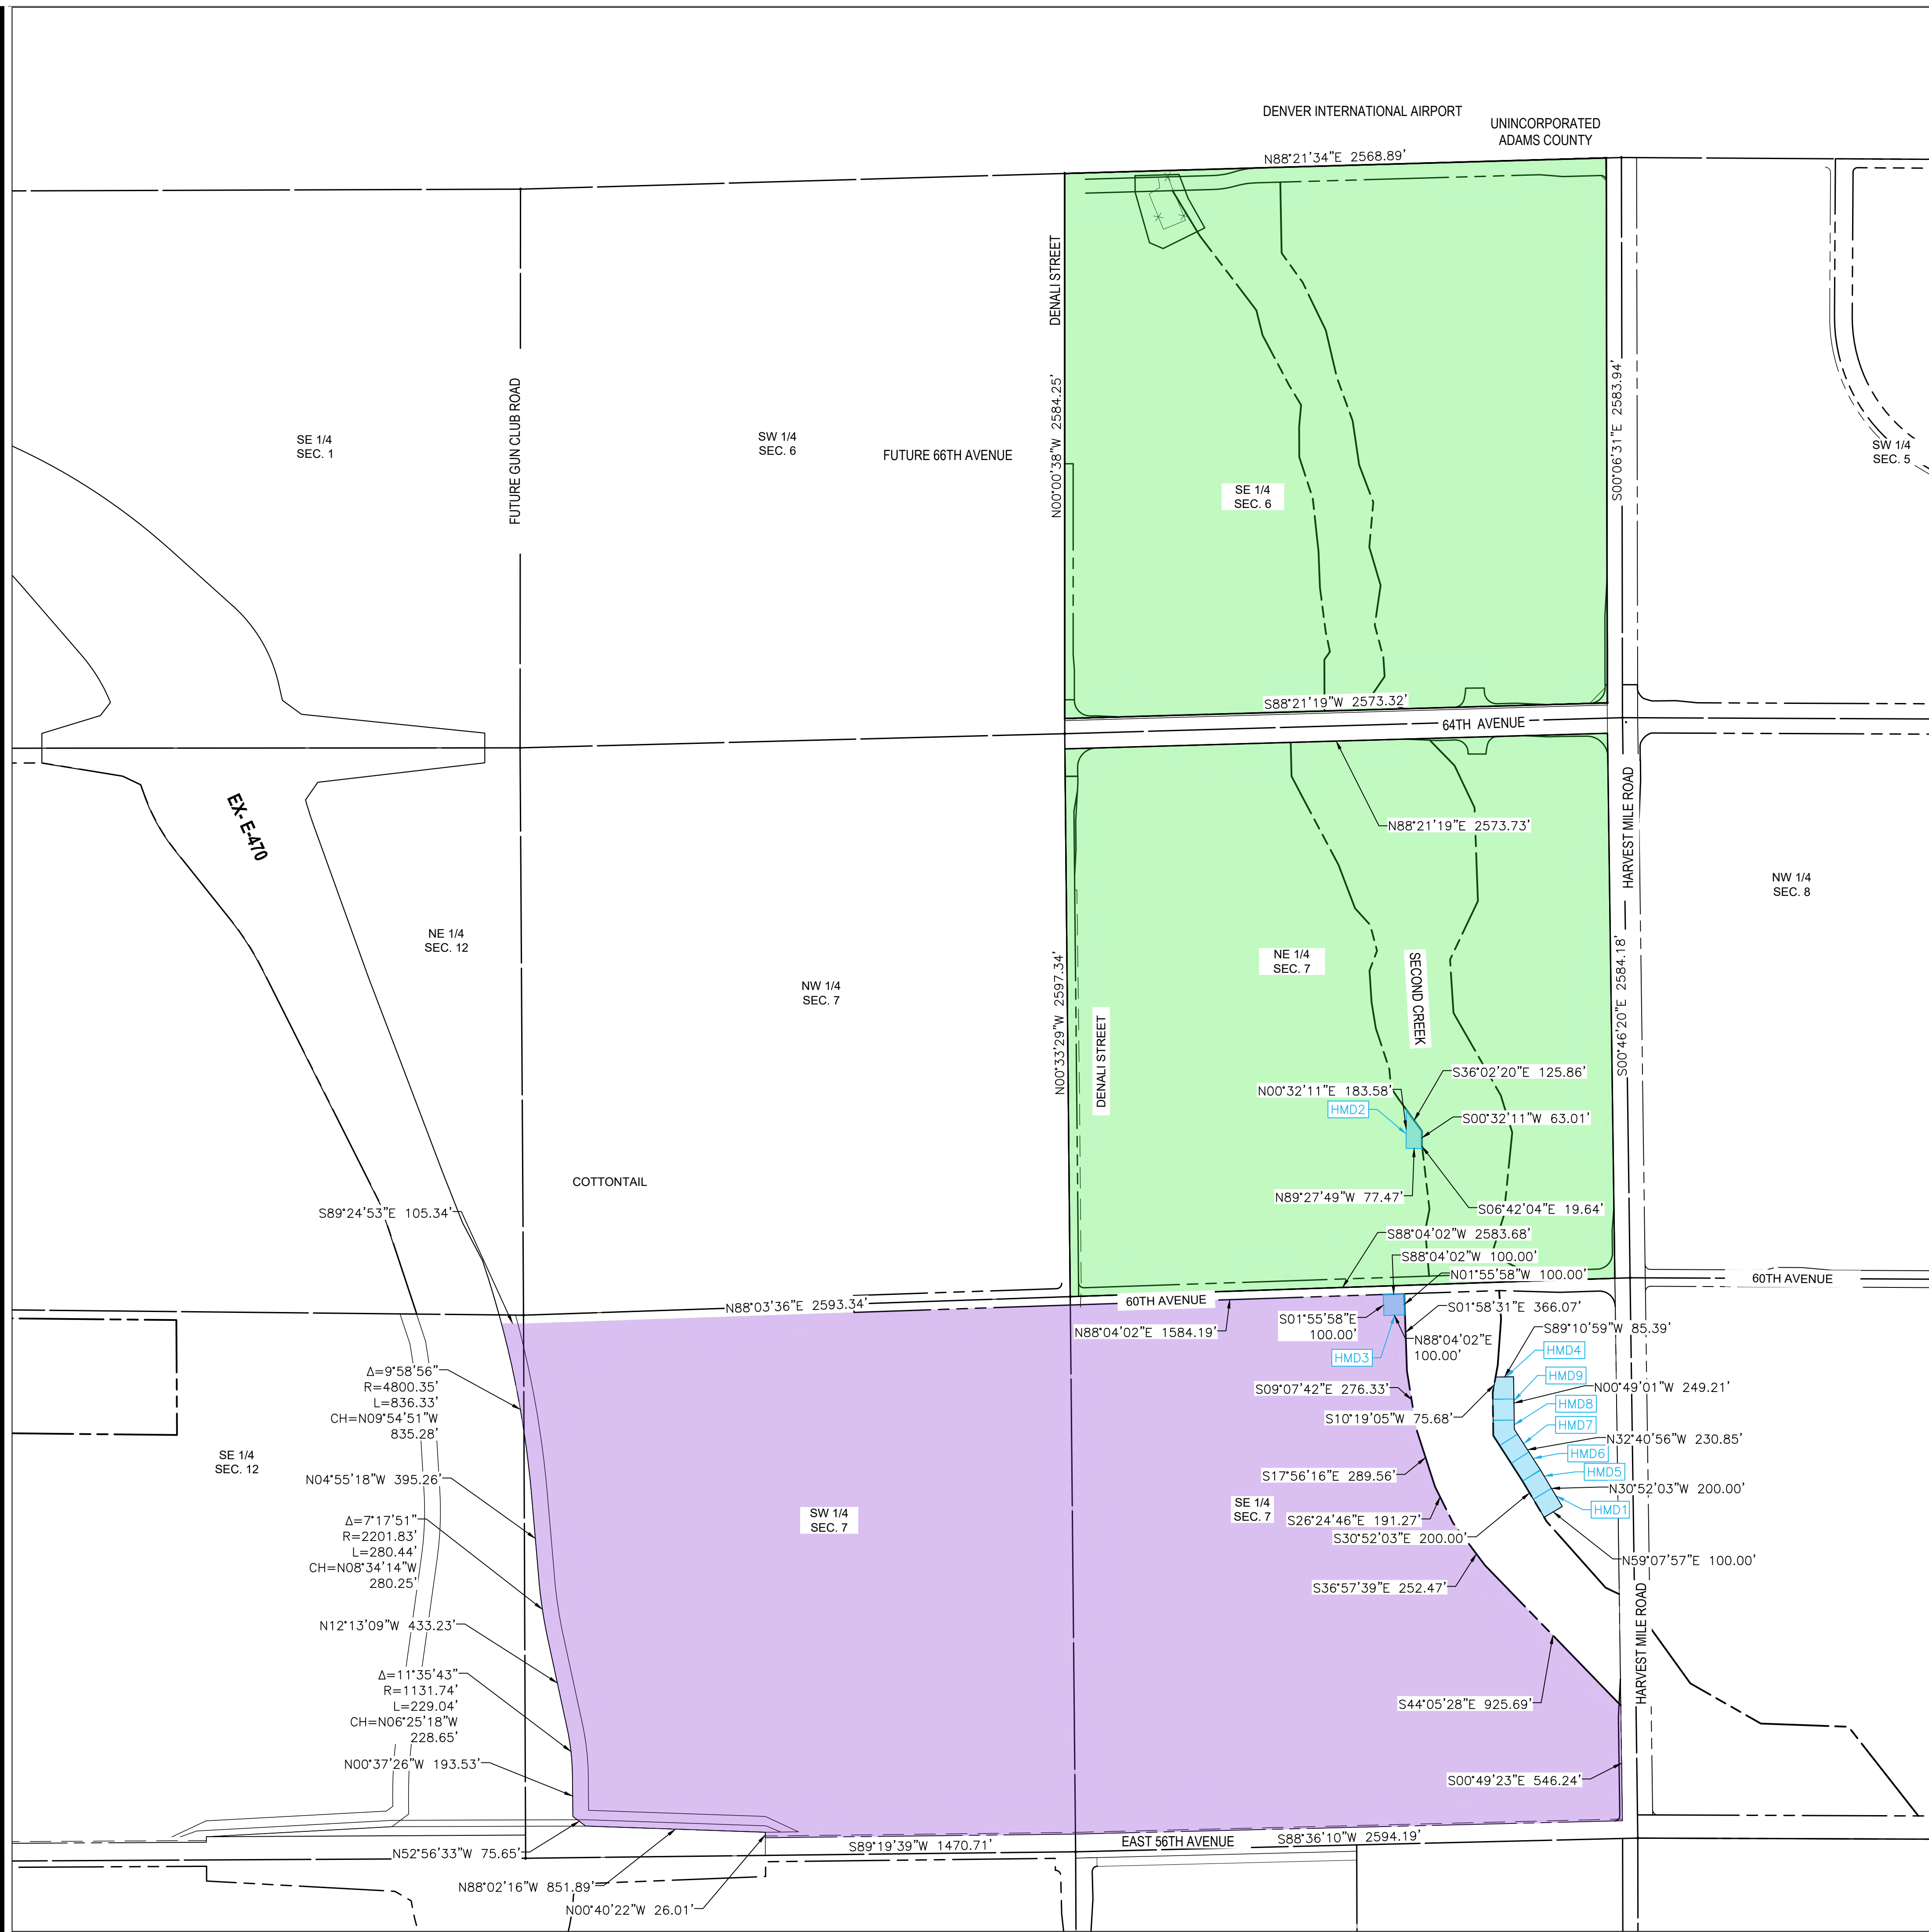 DENVER INTERNATIONAL AIRPORT
UNINCORPORATED
ADAMS COUNTY
N88°21'34"E 2568.89'
DENALI STREET
N00°00'38"W 2584.25'
S00°06'31"E 2583.94'
FUTURE GUN CLUB ROAD
SE 1/4
SEC. 1
SW 1/4
SEC. 6
FUTURE 66TH AVENUE
SE 1/4
SEC. 6
SW 1/4
SEC. 5
S88°21'19"W 2573.32'
64TH AVENUE
EX- E-470
N88°21'19"E 2573.73'
HARVEST MILE ROAD
NW 1/4
SEC. 8
NE 1/4
SEC. 12
NW 1/4
SEC. 7
N00°33'29"W 2597.34'
DENALI STREET
NE 1/4
SEC. 7
SECOND CREEK
S00°46'20"E 2584.18'
S36°02'20"E 125.86'
N00°32'11"E 183.58'
HMD2
S00°32'11"W 63.01'
COTTONTAIL
N89°27'49"W 77.47'
S06°42'04"E 19.64'
S89°24'53"E 105.34'
S88°04'02"W 2583.68'
S88°04'02"W 100.00'
N01°55'58"W 100.00'
60TH AVENUE
N88°03'36"E 2593.34'
60TH AVENUE
S01°58'31"E 366.07'
S01°55'58"E
100.00'
N88°04'02"E 1584.19'
N88°04'02"E
100.00'
S89°10'59"W 85.39'
HMD3
HMD4
HMD9
Δ=9°58'56"
R=4800.35'
L=836.33'
CH=N09°54'51"W
835.28'
S09°07'42"E 276.33'
N00°49'01"W 249.21'
HMD8
S10°19'05"W 75.68'
HMD7
N32°40'56"W 230.85'
HMD6
SE 1/4
SEC. 12
N04°55'18"W 395.26'
S17°56'16"E 289.56'
HMD5
N30°52'03"W 200.00'
SW 1/4
SEC. 7
SE 1/4
SEC. 7
HMD1
S26°24'46"E 191.27'
S30°52'03"E 200.00'
Δ=7°17'51"
R=2201.83'
L=280.44'
CH=N08°34'14"W
280.25'
N59°07'57"E 100.00'
S36°57'39"E 252.47'
N12°13'09"W 433.23'
HARVEST MILE ROAD
Δ=11°35'43"
R=1131.74'
L=229.04'
CH=N06°25'18"W
228.65'
S44°05'28"E 925.69'
N00°37'26"W 193.53'
S00°49'23"E 546.24'
N52°56'33"W 75.65'
S89°19'39"W 1470.71'
EAST 56TH AVENUE
S88°36'10"W 2594.19'
N88°02'16"W 851.89'
N00°40'22"W 26.01'